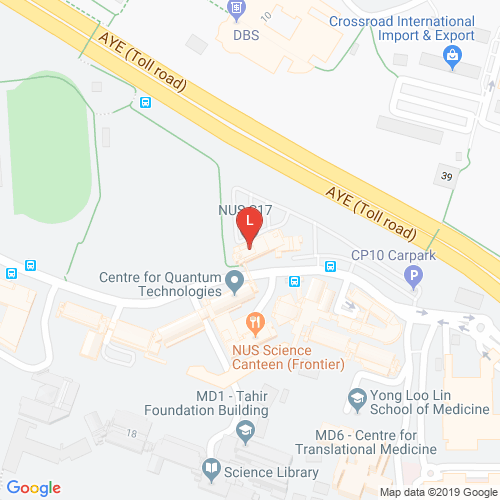 10
DBS
Crossroad International
Import & Export
AYE (Toll road)
39
L
AYE (Toll road)
CP10 Carpark
P
Centre for Quantum
Technologies
NUS Science
Canteen (Frontier)
MD1 - Tahir
Foundation Building
Yong Loo Lin
School of Medicine
18
MD6 - Centre for
Translational Medicine
Science Library
Google
Map data ©2019 Google